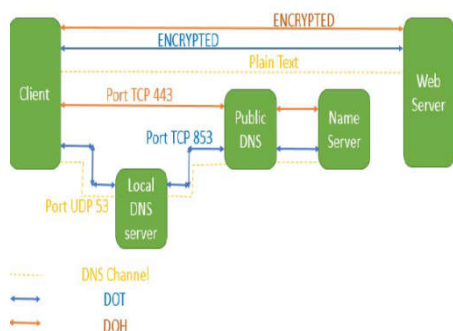 ENCRYPTED
ENCRYPTED
Plain Text
Client
Web
Server
Port TCP 443
Public
DNS
Name
Server
Port TCP 853
Local
DNS
server
Port UDP 53
DNS Channel
DOT
DOH